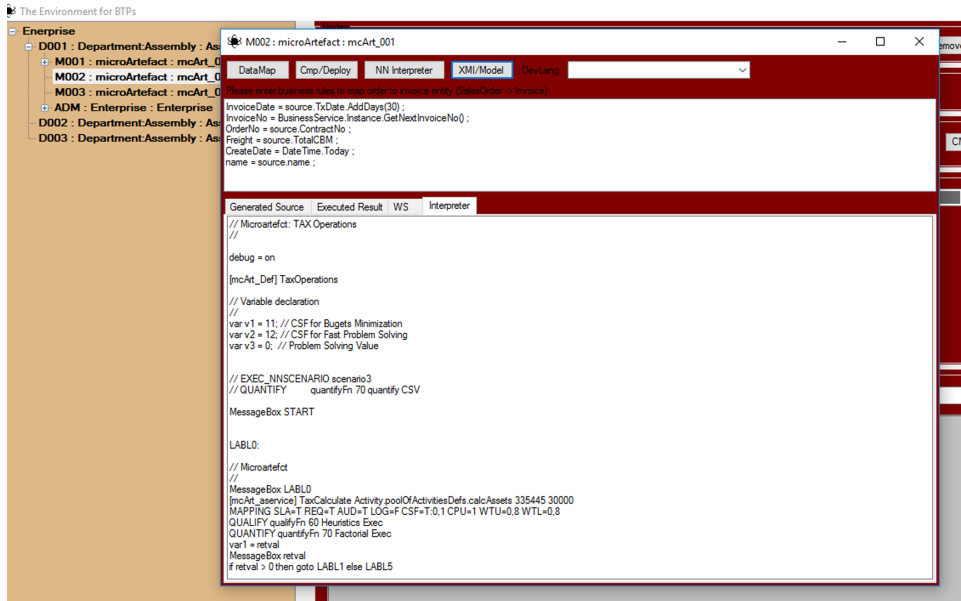 The Environment for BTPs
Enerprise
D001 : Department:Assembly : As
M001 : microArtefact : mcArt_0
M002 : microArtefact : mcArt_0
M003 : microArtefact : mcArt_0
ADM : Enterprise : Enterprise
D002 : Department:Assembly : As
D003 : Department:Assembly : As
M002 : microArtefact : mcArt_001
DataMap Cmp/Deploy NN Interpreter XMI/Model DevLang
Please enter business rules to map order to invoice entity (SalesOrder -> Invoice):
InvoiceDate = source.TxDate.AddDays(30) ;
InvoiceNo = BusinessService.Instance.GetNextInvoiceNo() ;
OrderNo = source.ContractNo ;
Freight = source.TotalCBM ;
CreateDate = DateTime.Today ;
name = source.name ;
Generated Source Executed Result WS Interpreter
// Microartefct: TAX Operations
//
debug = on
[mcArt_Def] TaxOperations
// Variable declaration
//
var v1 = 11; // CSF for Bugets Minimization
var v2 = 12; // CSF for Fast Problem Solving
var v3 = 0; // Problem Solving Value
// EXEC_NNSCENARIO scenario3
// QUANTIFY quantifyFn 70 quantify CSV
MessageBox START
LABL0:
// Microartefct
//
MessageBox LABL0
[mcArt_aservice] TaxCalculate Activity.poolOfActivitiesDefs.calcAssets 335445 30000
MAPPING SLA=T REQ=T AUD=T LOG=F CSF=T:0,1 CPU=1 WTU=0,8 WTL=0,8
QUALIFY qualifyFn 60 Heuristics Exec
QUANTIFY quantifyFn 70 Factorial Exec
var1 = retval
MessageBox retval
if retval > 0 then goto LABL1 else LABL5